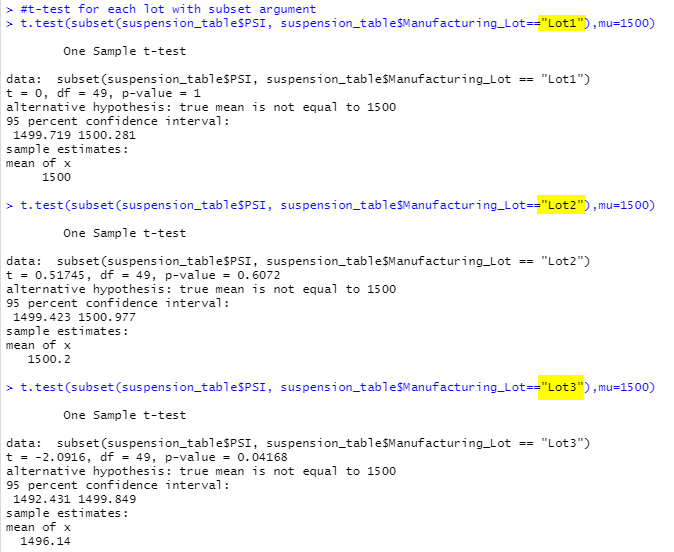 > #t-test for each lot with subset argument
> t.test(subset(suspension_table$PSI, suspension_table$Manufacturing_Lot=="Lot1"),mu=1500)
One Sample t-test
data:  subset(suspension_table$PSI, suspension_table$Manufacturing_Lot == "Lot1")
t = 0, df = 49, p-value = 1
alternative hypothesis: true mean is not equal to 1500
95 percent confidence interval:
1499.719 1500.281
sample estimates:
mean of x
1500
> t.test(subset(suspension_table$PSI, suspension_table$Manufacturing_Lot=="Lot2"),mu=1500)
One Sample t-test
data:  subset(suspension_table$PSI, suspension_table$Manufacturing_Lot == "Lot2")
t = 0.51745, df = 49, p-value = 0.6072
alternative hypothesis: true mean is not equal to 1500
95 percent confidence interval:
1499.423 1500.977
sample estimates:
mean of x
1500.2
> t.test(subset(suspension_table$PSI, suspension_table$Manufacturing_Lot=="Lot3"),mu=1500)
One Sample t-test
data:  subset(suspension_table$PSI, suspension_table$Manufacturing_Lot == "Lot3")
t = -2.0916, df = 49, p-value = 0.04168
alternative hypothesis: true mean is not equal to 1500
95 percent confidence interval:
1492.431 1499.849
sample estimates:
mean of x
1496.14